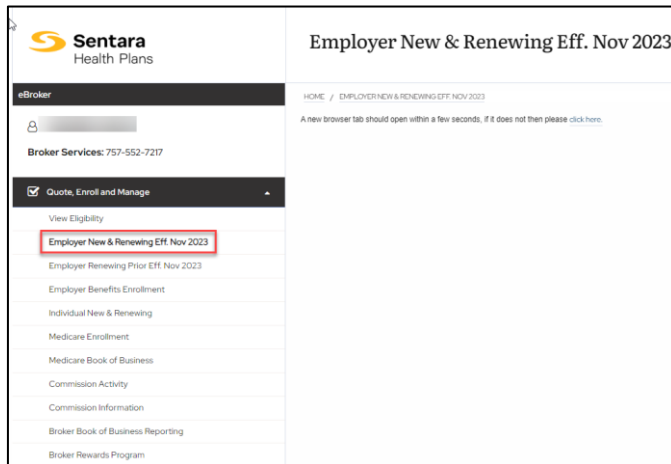 Sentara
Health Plans
Employer New & Renewing Eff. Nov 2023
eBroker
HOME / EMPLOYER NEW & RENEWING EFF. NOV 2023
A new browser tab should open within a few seconds, if it does not then please click here.
Broker Services: 757-552-7217
Quote, Enroll and Manage
View Eligibility
Employer New & Renewing Eff. Nov 2023
Employer Renewing Prior Eff. Nov 2023
Employer Benefits Enrollment
Individual New & Renewing
Medicare Enrollment
Medicare Book of Business
Commission Activity
Commission Information
Broker Book of Business Reporting
Broker Rewards Program